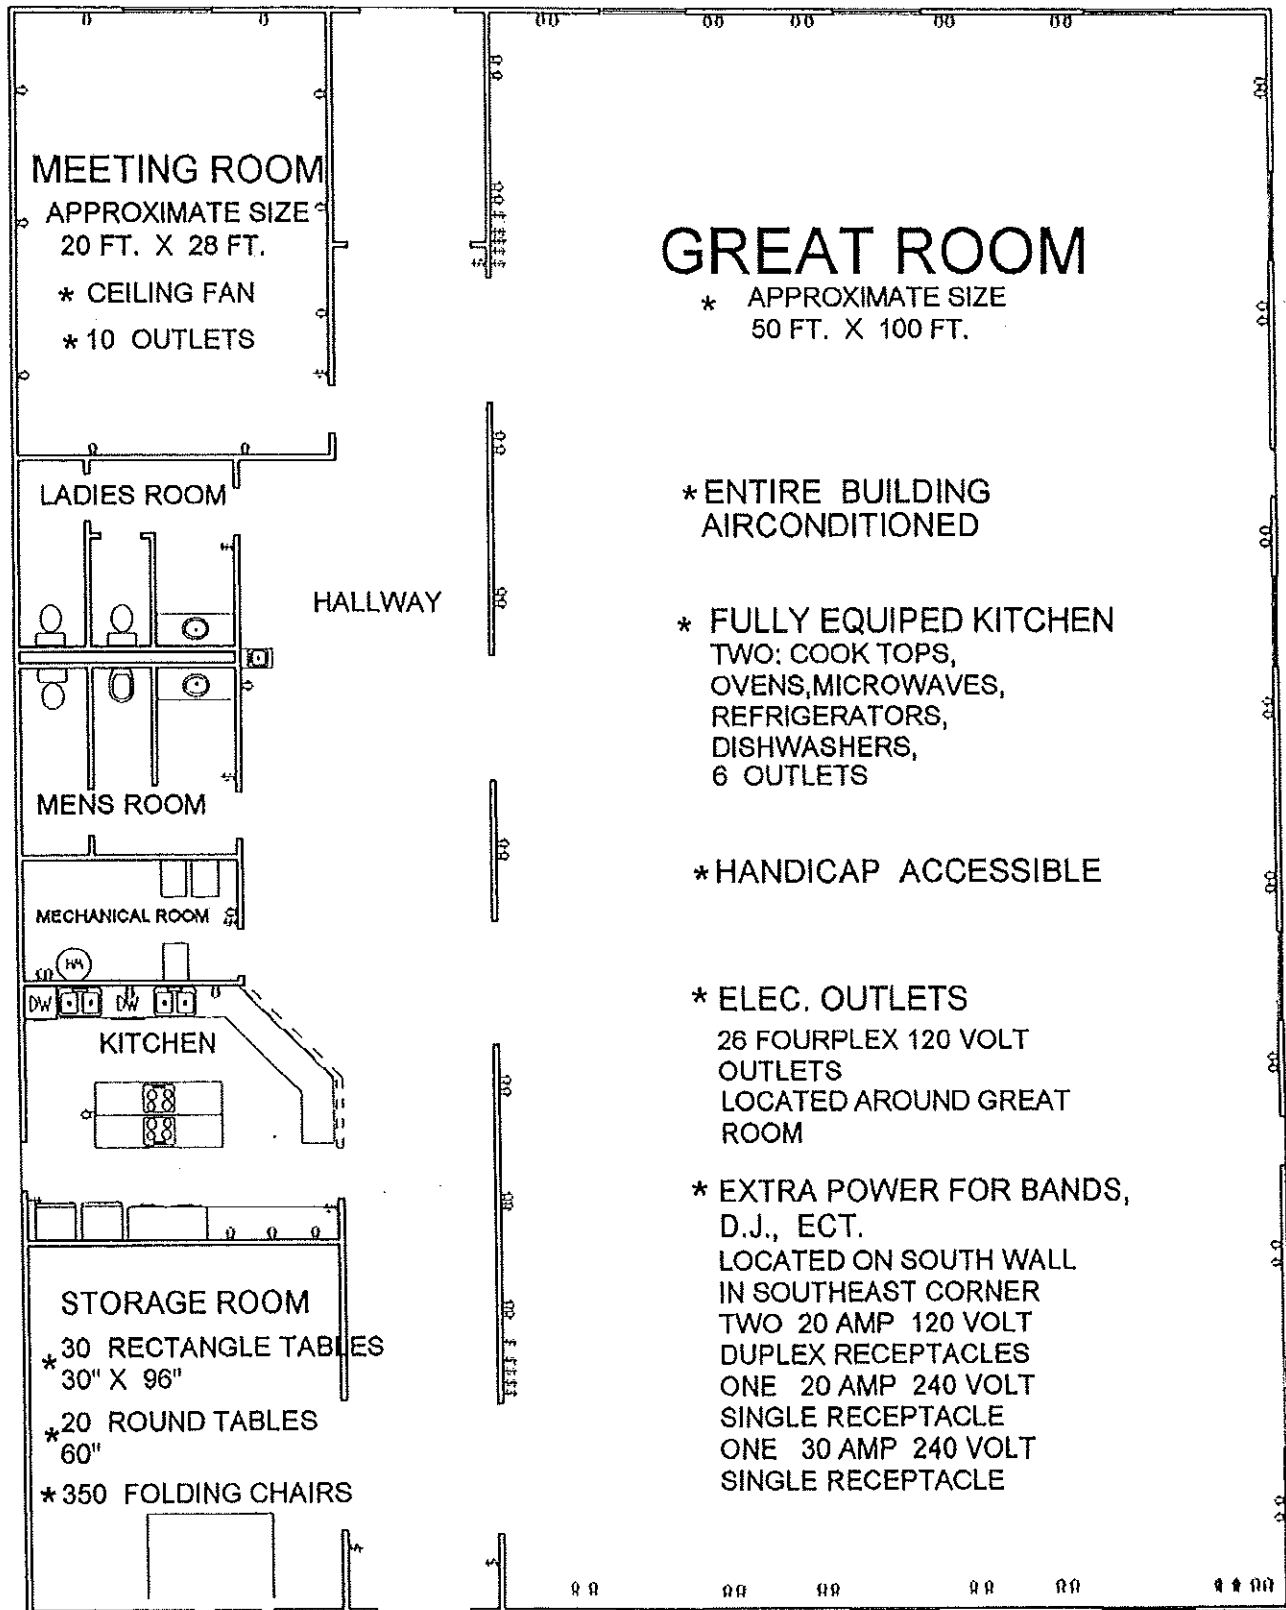 MEETING ROOM
APPROXIMATE SIZE
20 FT. X 28 FT.
* CEILING FAN
* 10 OUTLETS
GREAT ROOM
* APPROXIMATE SIZE
50 FT. X 100 FT.
LADIES ROOM
HALLWAY
MENS ROOM
MECHANICAL ROOM
HW
DW
DW
KITCHEN
* ENTIRE BUILDING
AIRCONDITIONED
* FULLY EQUIPED KITCHEN
TWO: COOK TOPS,
OVENS,MICROWAVES,
REFRIGERATORS,
DISHWASHERS,
6 OUTLETS
* HANDICAP ACCESSIBLE
* ELEC. OUTLETS
26 FOURPLEX 120 VOLT
OUTLETS
LOCATED AROUND GREAT
ROOM
* EXTRA POWER FOR BANDS,
D.J., ECT.
LOCATED ON SOUTH WALL
IN SOUTHEAST CORNER
TWO 20 AMP 120 VOLT
DUPLEX RECEPTACLES
ONE 20 AMP 240 VOLT
SINGLE RECEPTACLE
ONE 30 AMP 240 VOLT
SINGLE RECEPTACLE
STORAGE ROOM
* 30 RECTANGLE TABLES
30" X 96"
* 20 ROUND TABLES
60"
* 350 FOLDING CHAIRS